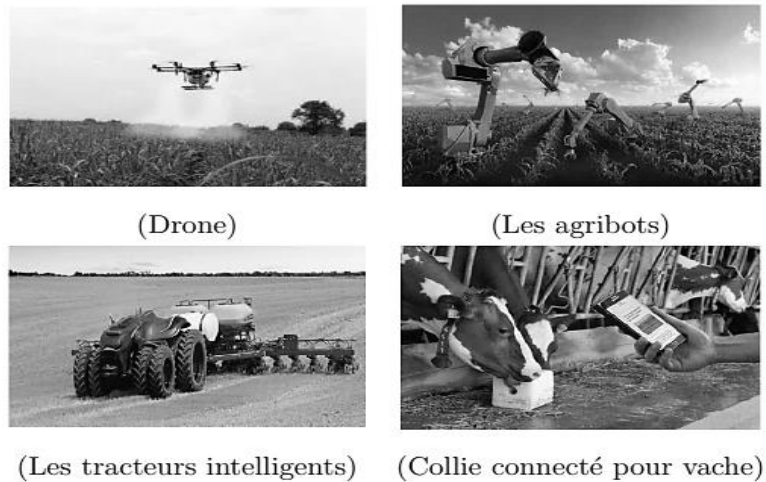 (Drone)
(Les agribots)
(Les tracteurs intelligents)
(Collie connecté pour vache)